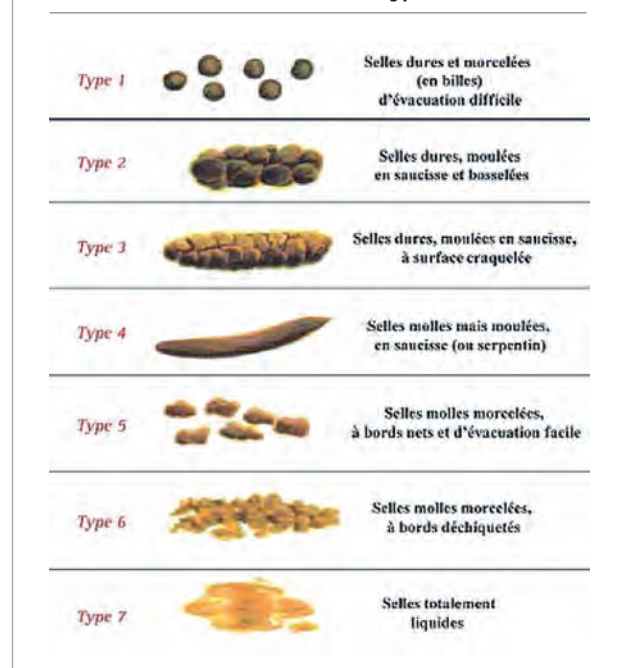 Type 1
Selles dures et morcelées
(en billes)
d'évacuation difficile
Type 2
Selles dures, moulées
en saucisse et bosselées
Type 3
Selles dures, moulées en saucisse,
à surface craquelée
Type 4
Selles molles mais moulées,
en saucisse (ou serpentin)
Type 5
Selles molles morcelées,
à bords nets et d'évacuation facile
Type 6
Selles molles morcelées,
à bords déchiquetés
Type 7
Selles totalement
liquides